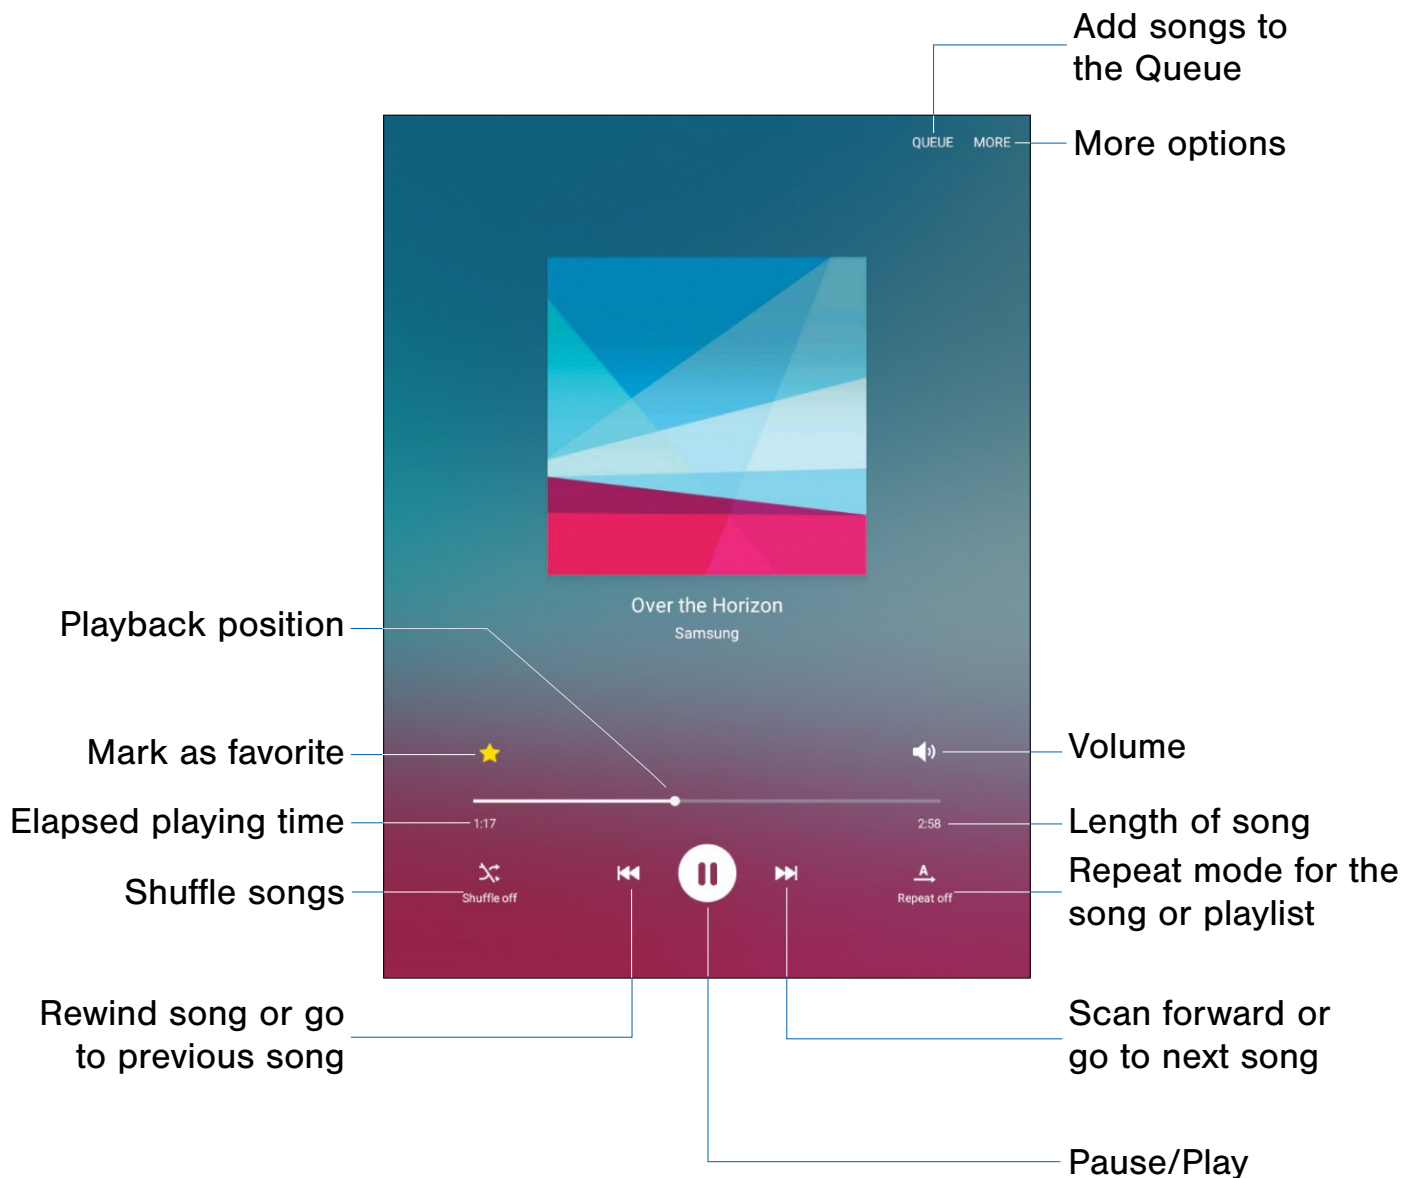 Add songs to
the Queue
QUEUE MORE
More options
Over the Horizon
Samsung
Playback position
Mark as favorite
Volume
Elapsed playing time
1:17
2:58
Length of song
Shuffle songs
Shuffle off
A
Repeat off
Repeat mode for the
song or playlist
Rewind song or go
to previous song
Scan forward or
go to next song
Pause/Play